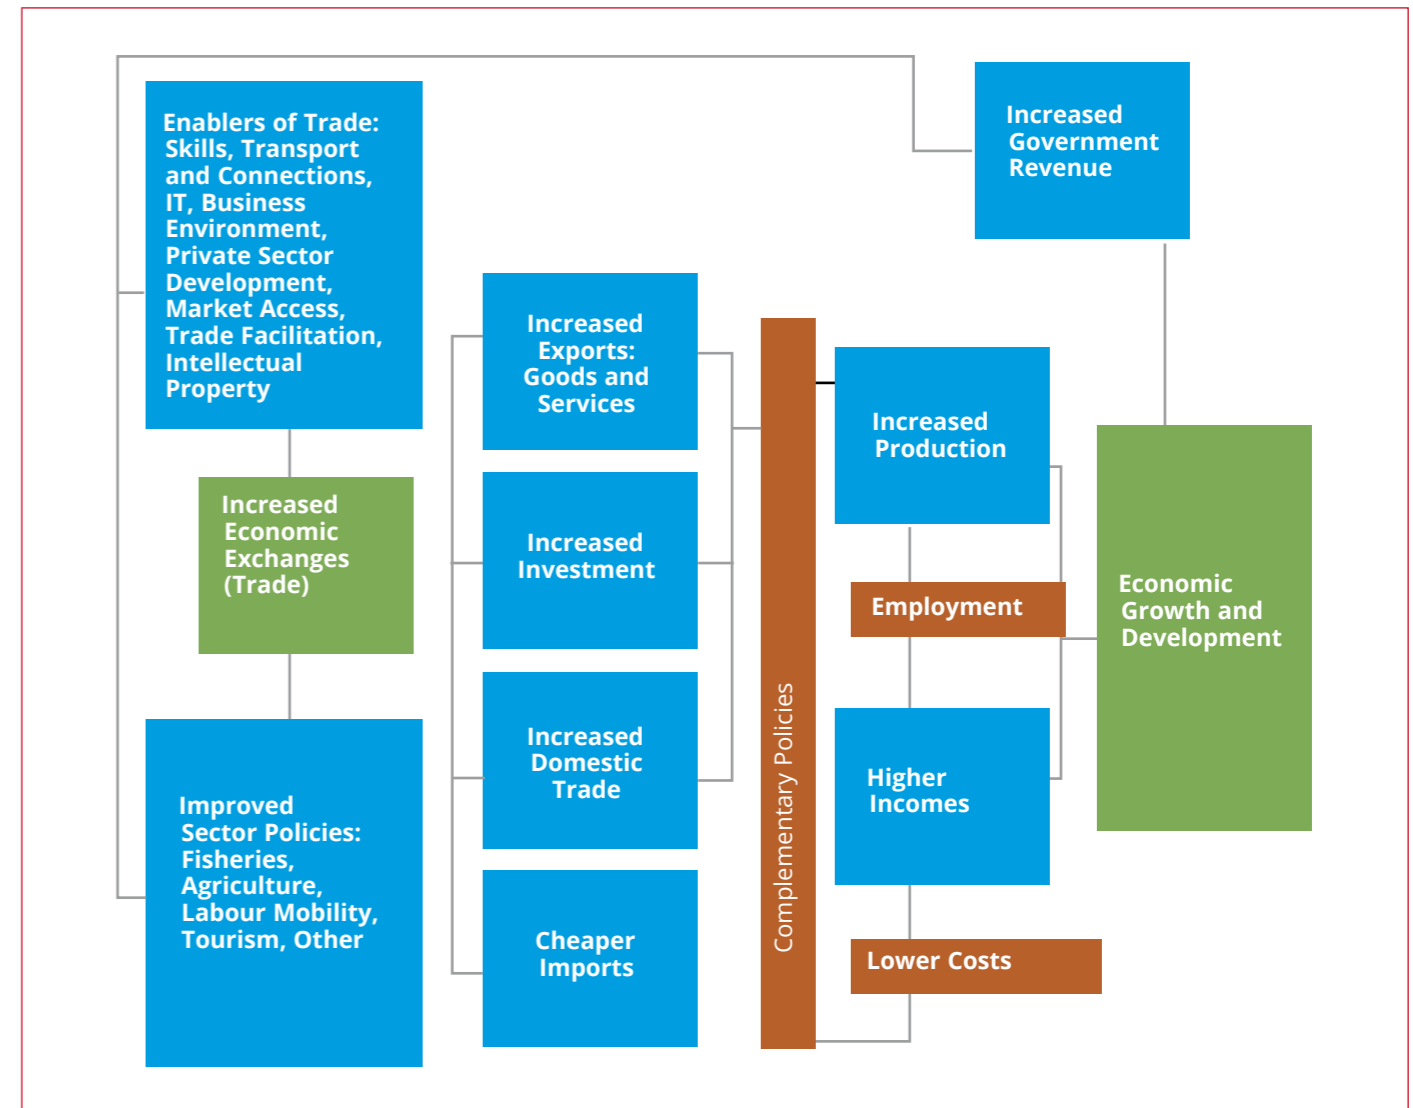 Enablers of Trade:
Skills, Transport
and Connections,
IT, Business
Environment,
Private Sector
Development,
Market Access,
Trade Facilitation,
Intellectual
Property
Increased
Economic
Exchanges
(Trade)
Improved
Sector Policies:
Fisheries,
Agriculture,
Labour Mobility,
Tourism, Other
Increased
Exports:
Goods and
Services
Increased
Investment
Increased
Domestic
Trade
Cheaper
Imports
Complementary Policies
Increased
Production
Employment
Higher
Incomes
Lower Costs
Increased
Government
Revenue
Economic
Growth and
Development